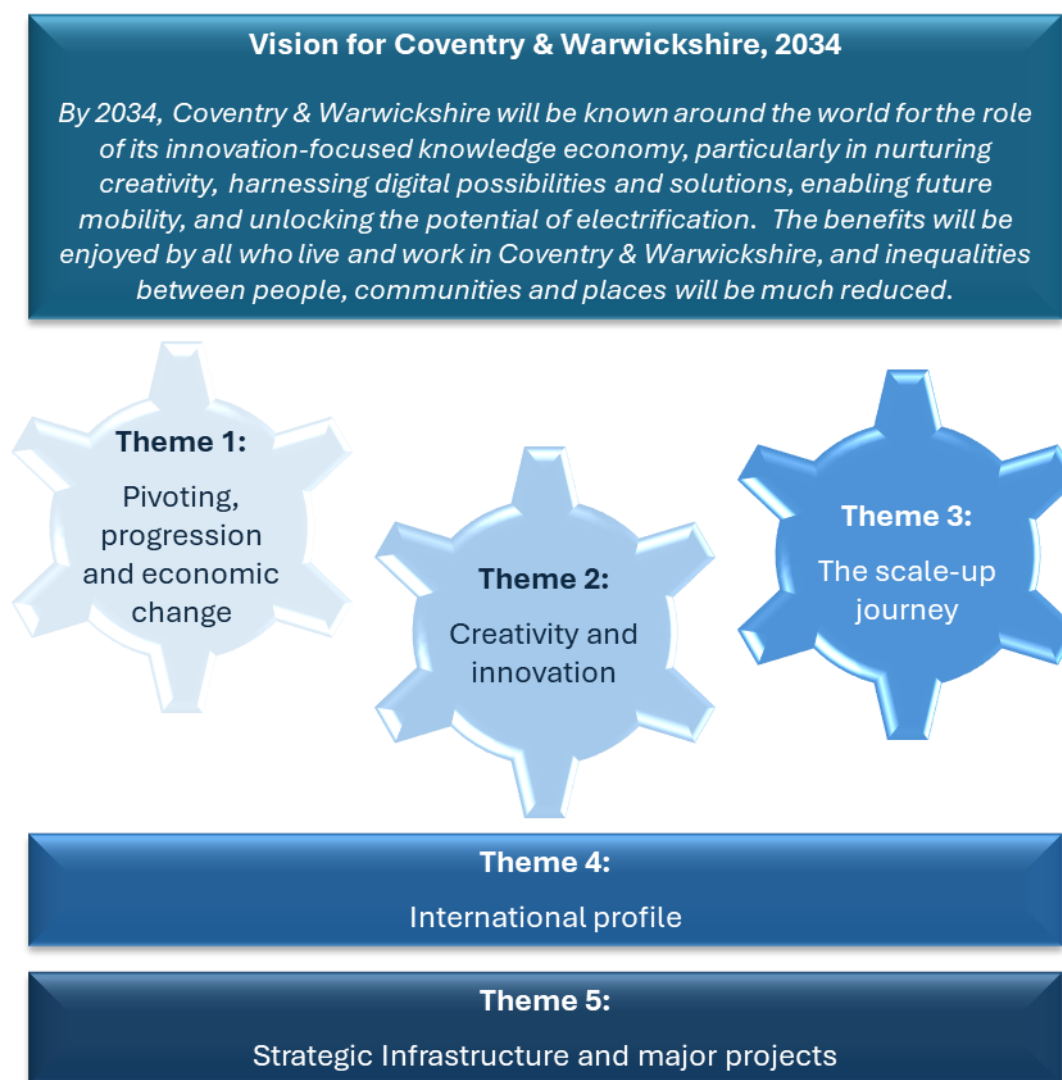 Vision for Coventry & Warwickshire, 2034
By 2034, Coventry & Warwickshire will be known around the world for the role
of its innovation-focused knowledge economy, particularly in nurturing
creativity, harnessing digital possibilities and solutions, enabling future
mobility, and unlocking the potential of electrification. The benefits will be
enjoyed by all who live and work in Coventry & Warwickshire, and inequalities
between people, communities and places will be much reduced.
Theme 1:
Pivoting,
progression
and economic
change
Theme 2:
Creativity and
innovation
Theme 3:
The scale-up
journey
Theme 4:
International profile
Theme 5:
Strategic Infrastructure and major projects